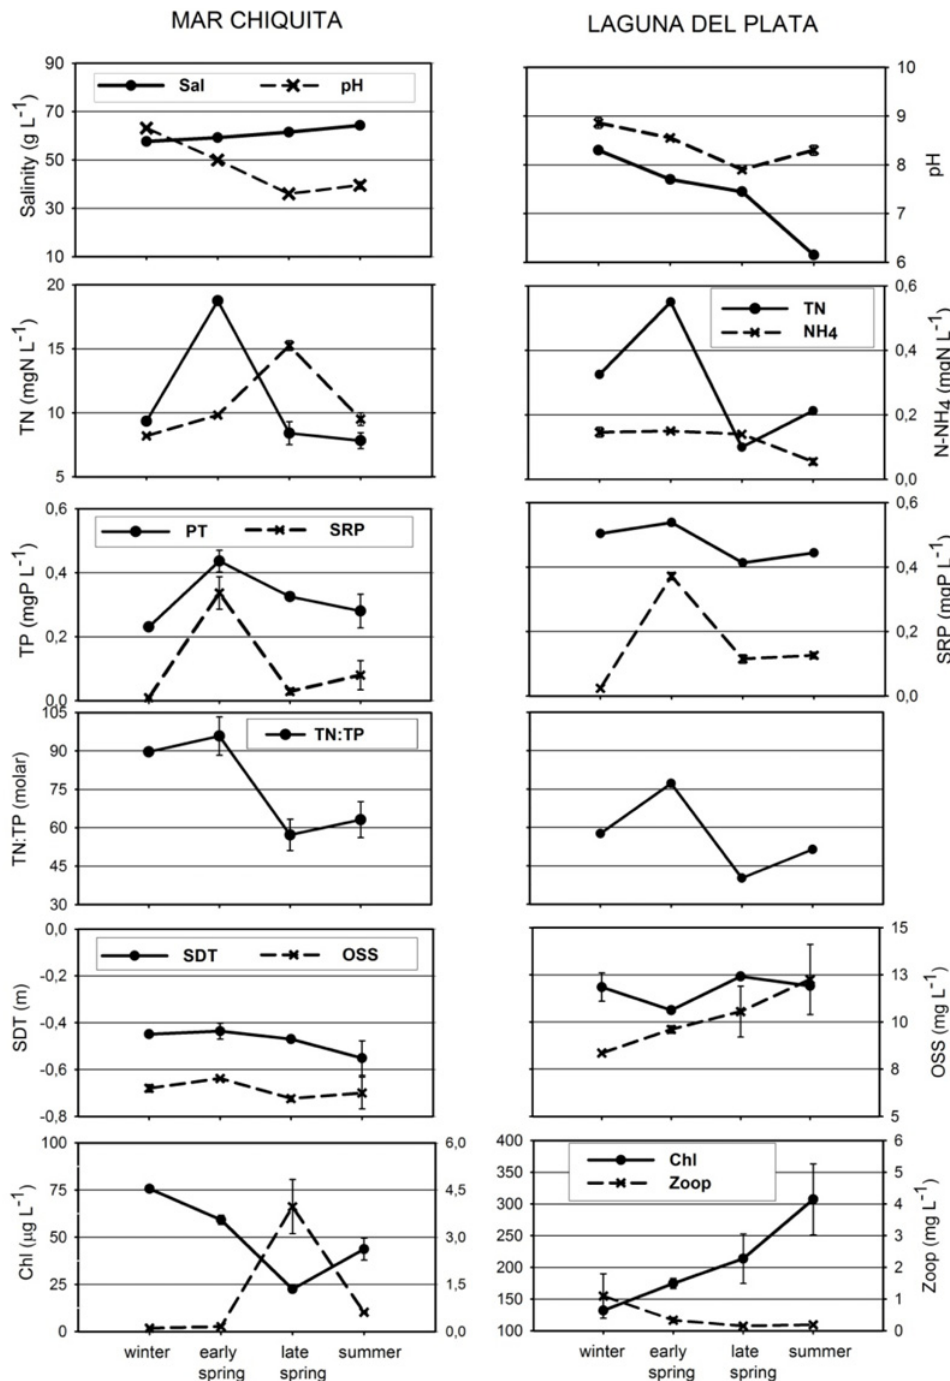 MAR CHIQUITA
LAGUNA DEL PLATA
Salinity (g L⁻¹)
90
70
50
30
10
Sal pH
10
9
8
7
6
pH
TN (mgN L⁻¹)
20
15
10
5
TN
NH₄
0,6
0,4
0,2
0,0
N-NH₄ (mgN L⁻¹)
TP (mgP L⁻¹)
0,6
0,4
0,2
0,0
PT SRP
0,6
0,4
0,2
0,0
SRP (mgP L⁻¹)
TN:TP (molar)
105
90
75
60
45
30
TN:TP
SDT (m)
0,0
-0,2
-0,4
-0,6
-0,8
SDT OSS
15
13
10
8
5
OSS (mg L⁻¹)
Chl (µg L⁻¹)
100
75
50
25
0
6,0
4,5
3,0
1,5
0,0
400
350
300
250
200
150
100
Chl
Zoop
6
5
4
3
2
1
0
Zoop (mg L⁻¹)
winter early spring late spring summer
winter early spring late spring summer